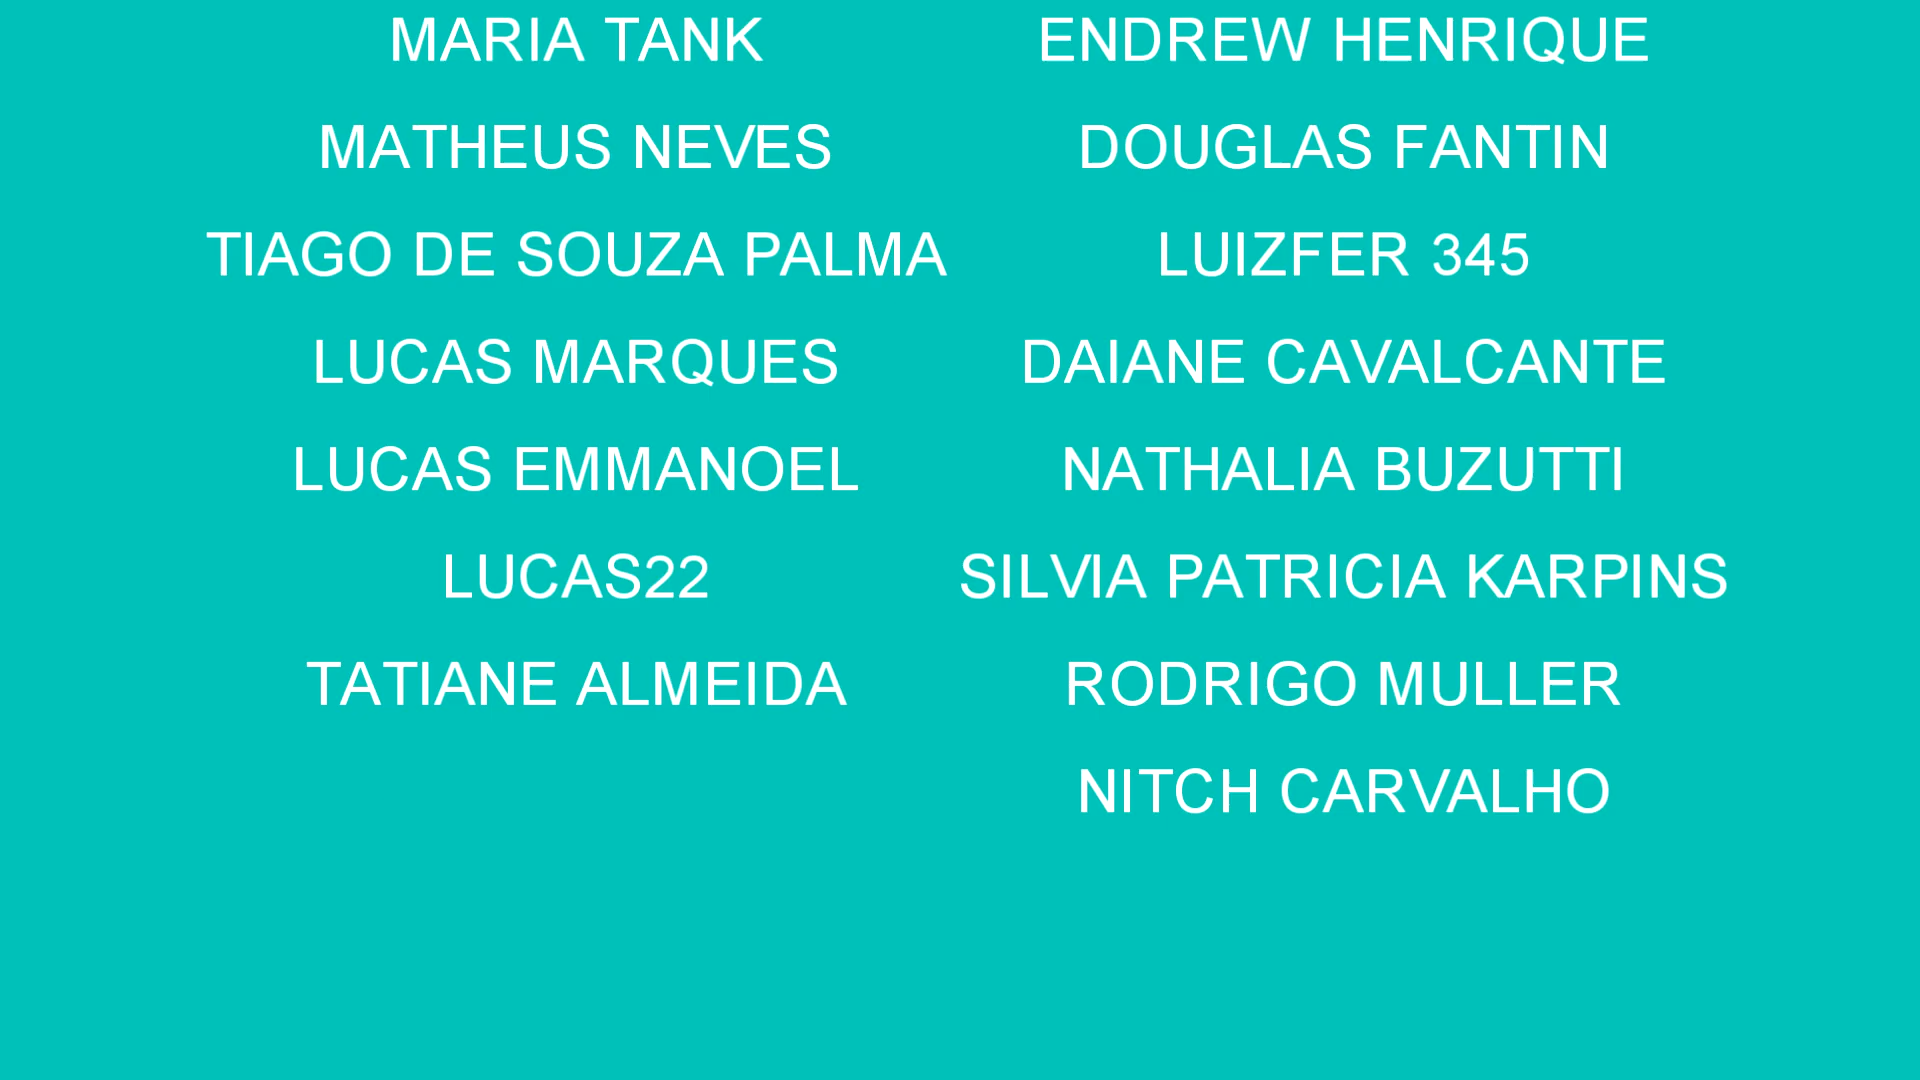 MARIA TANK
MATHEUS NEVES
TIAGO DE SOUZA PALMA
LUCAS MARQUES
LUCAS EMMANOEL
LUCAS22
TATIANE ALMEIDA
ENDREW HENRIQUE
DOUGLAS FANTIN
LUIZFER 345
DAIANE CAVALCANTE
NATHALIA BUZUTTI
SILVIA PATRICIA KARPINS
RODRIGO MULLER
NITCH CARVALHO